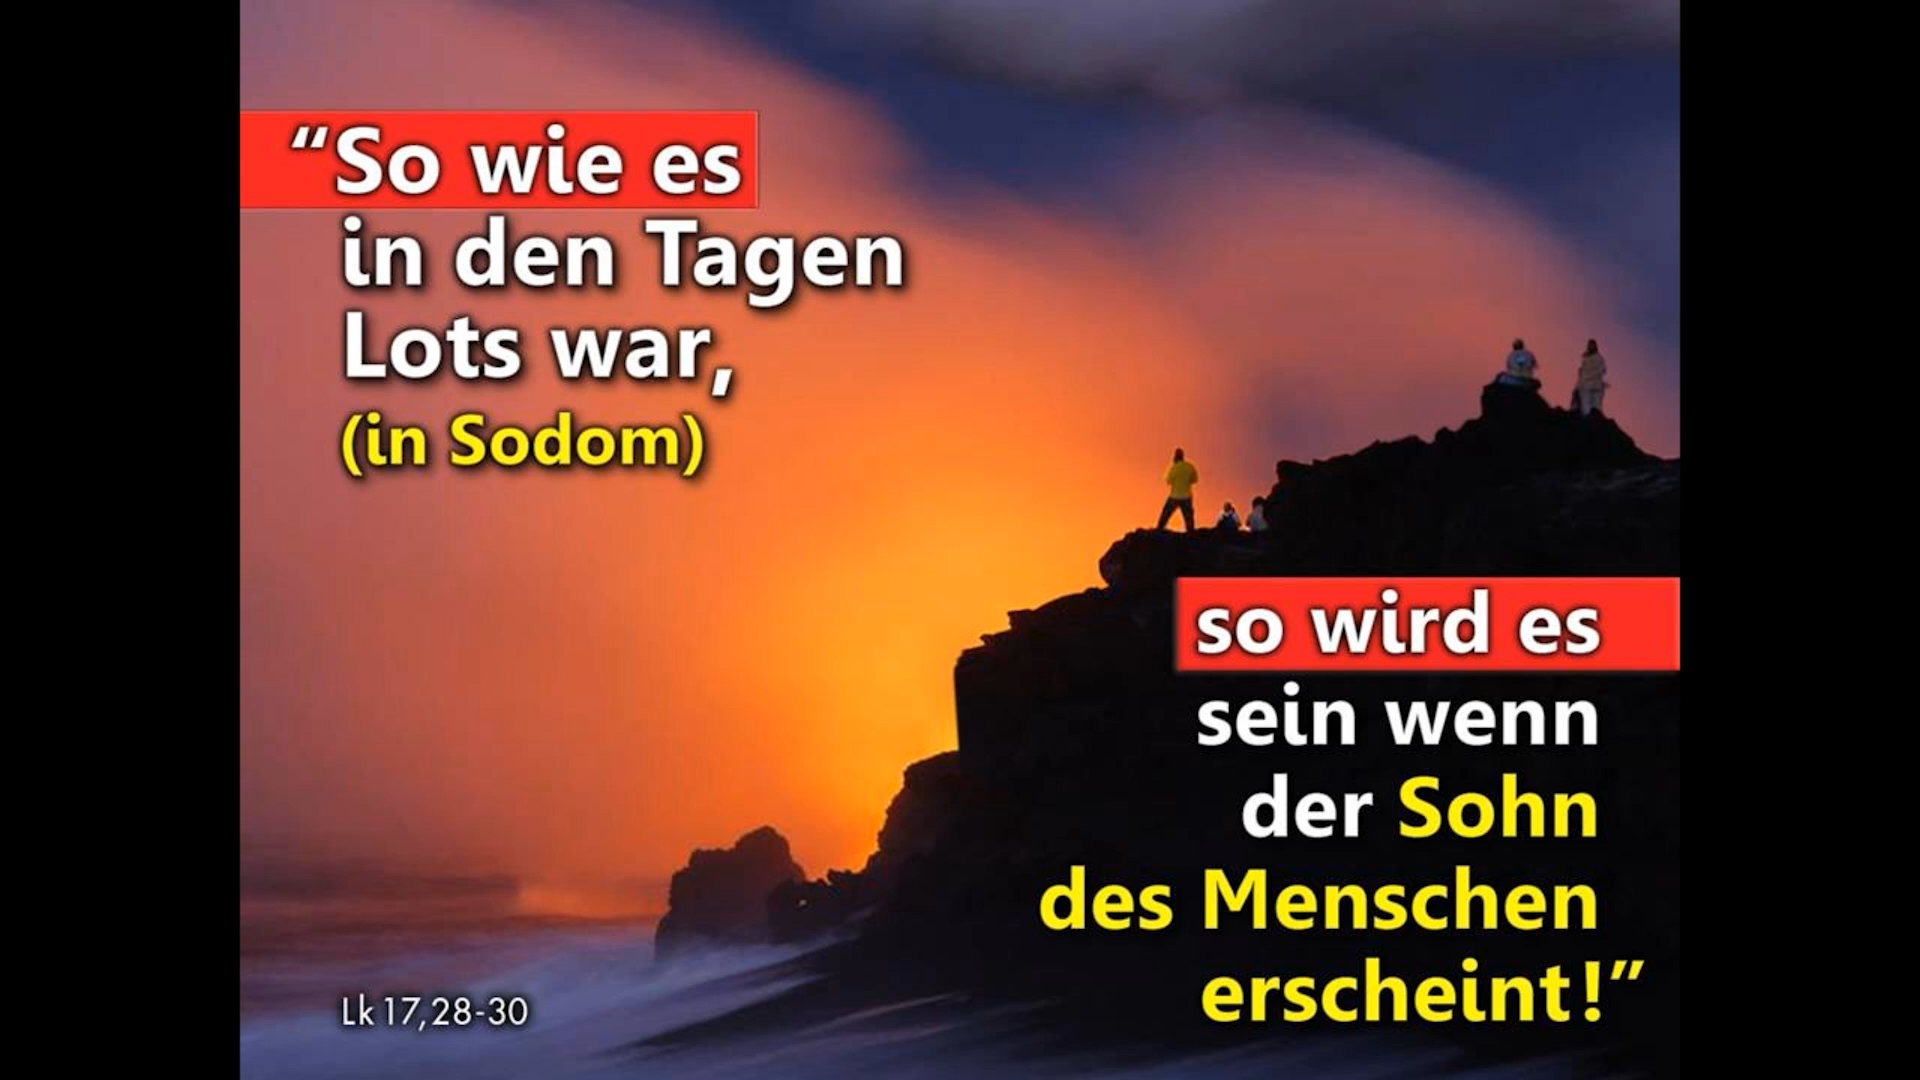 “So wie es
in den Tagen
Lots war,
(in Sodom)
so wird es
sein wenn
der Sohn
des Menschen
erscheint!”
Lk 17,28-30